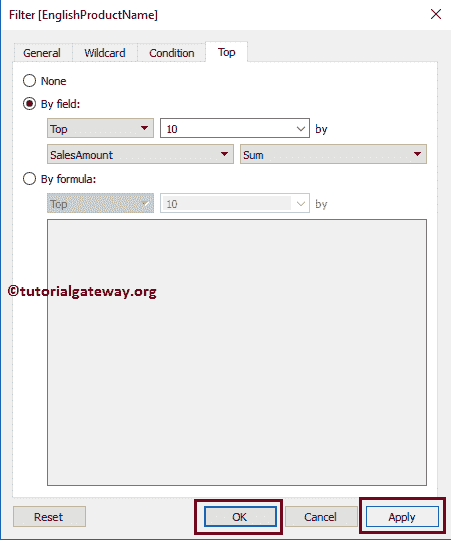 Filter [EnglishProductName]
General Wildcard Condition Top
None
By field:
Top 10 by
SalesAmount Sum
By formula:
Top 10 by
©tutorialgateway.org
Reset OK Cancel Apply